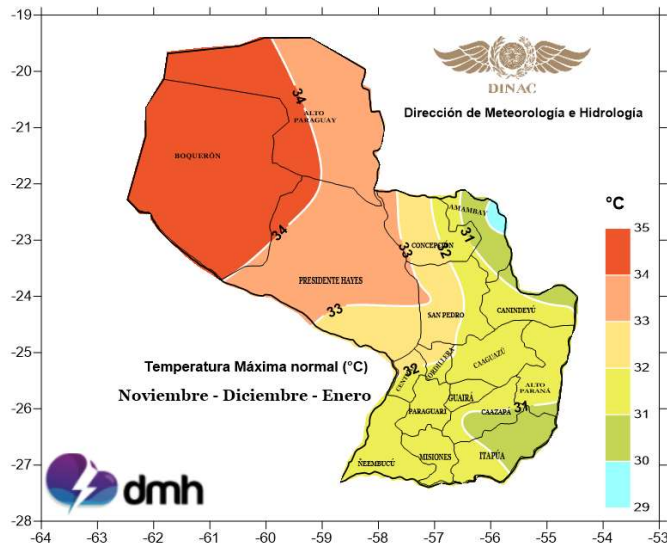 -19
-20
-21
-22
-23
-24
-25
-26
-27
-28
-64
-63
-62
-61
-60
-59
-58
-57
-56
-55
-54
-53
DINAC
Dirección de Meteorología e Hidrología
°C
35
34
33
32
31
30
29
34
ALTO
PARAGUAY
BOQUERÓN
AMAMBAY
31
34
33
CONCEPCIÓN
32
PRESIDENTE HAYES
33
SAN PEDRO
CANINDEYÚ
Temperatura Máxima normal (°C)
Noviembre - Diciembre - Enero
32
CAAGUAZÚ
ALTO
PARANÁ
GUAIRÁ
PARAGUARI
CAAZAPÁ
31
ÑEEMBUCÚ
MISIONES
ITAPÚA
dmh